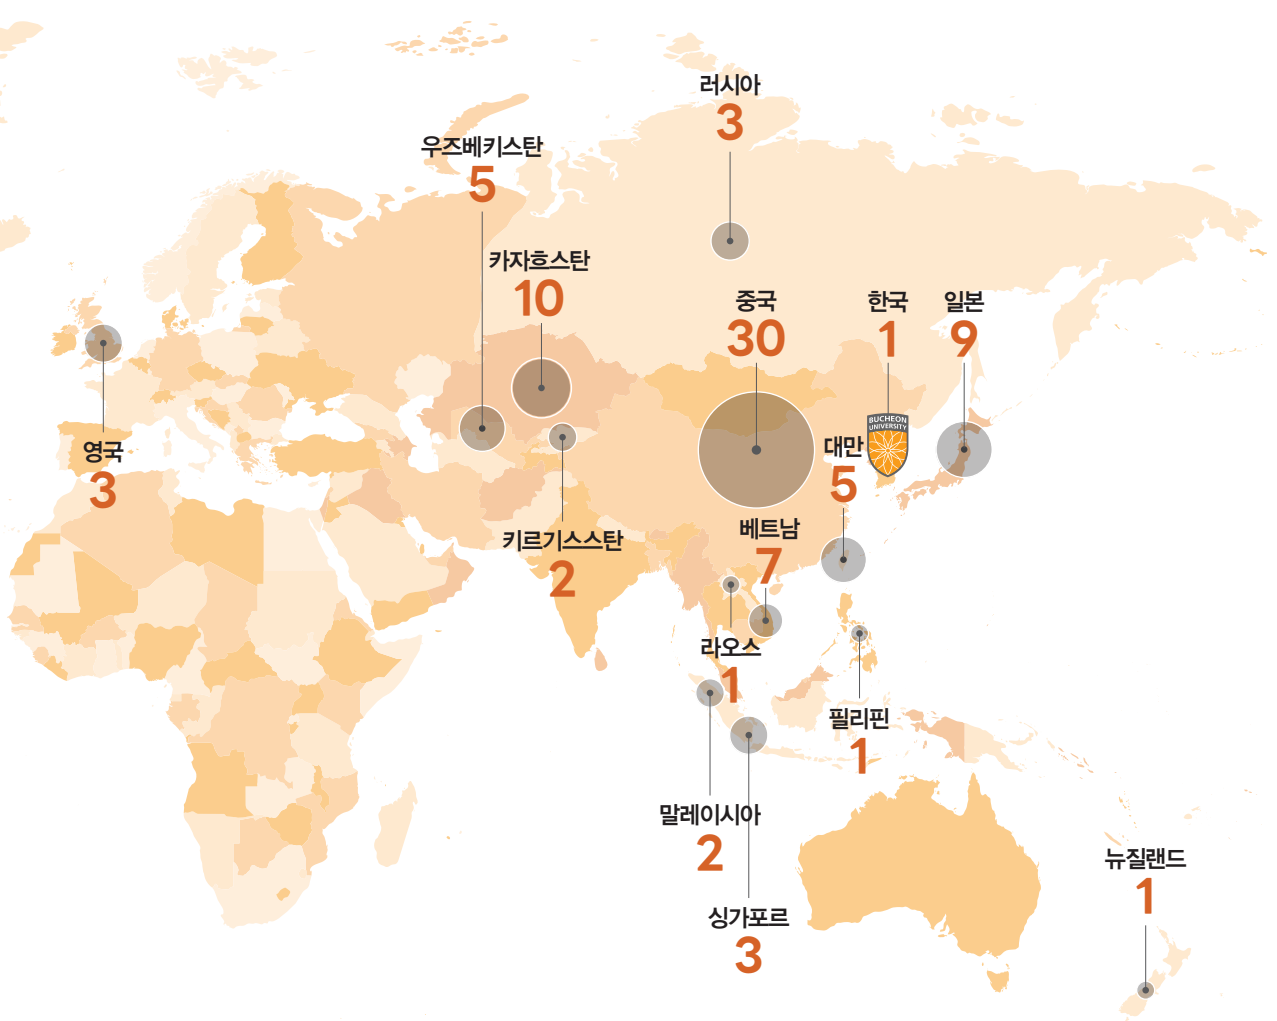 러시아
3
우즈베키스탄
5
카자흐스탄
10
중국
30
한국
1
일본
9
BUCHEON
UNIVERSITY
영국
3
대만
5
키르기스스탄
2
베트남
7
라오스
1
필리핀
1
말레이시아
2
싱가포르
3
뉴질랜드
1